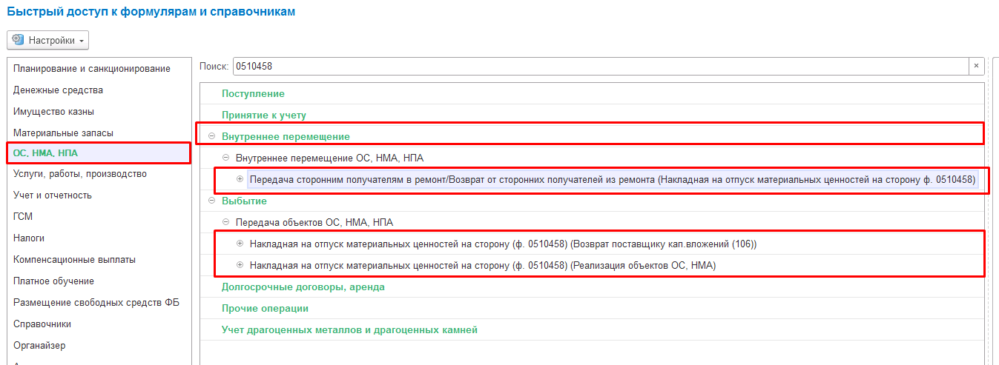 Быстрый доступ к формулярам и справочникам
Настройки
Планирование и санкционирование
Денежные средства
Имущество казны
Материальные запасы
ОС, НМА, НПА
Услуги, работы, производство
Учет и отчетность
ГСМ
Налоги
Компенсационные выплаты
Платное обучение
Размещение свободных средств ФБ
Справочники
Органайзер
Поиск: 0510458 ×
Поступление
Принятие к учету
Внутреннее перемещение
Внутреннее перемещение ОС, НМА, НПА
Передача сторонним получателям в ремонт/Возврат от сторонних получателей из ремонта (Накладная на отпуск материальных ценностей на сторону ф. 0510458)
Выбытие
Передача объектов ОС, НМА, НПА
Накладная на отпуск материальных ценностей на сторону (ф. 0510458) (Возврат поставщику кап.вложений (106))
Накладная на отпуск материальных ценностей на сторону (ф. 0510458) (Реализация объектов ОС, НМА)
Долгосрочные договоры, аренда
Прочие операции
Учет драгоценных металлов и драгоценных камней